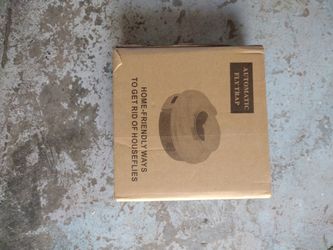 AUTOMATIC
FLY TRAP
HOME-FRIENDLY WAYS
TO GET RID OF HOUSEFLIES